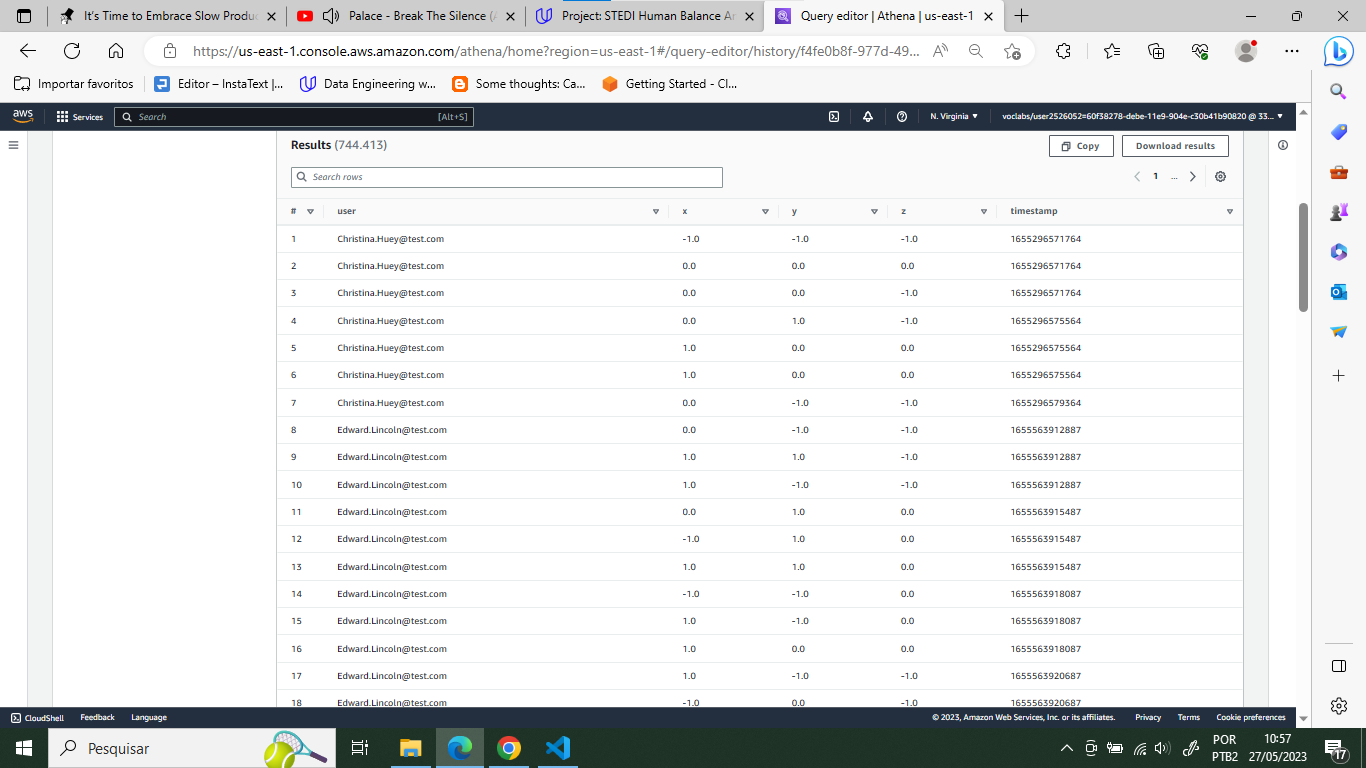 It's Time to Embrace Slow Produc
Palace - Break The Silence (A
Project: STEDI Human Balance An
Query editor | Athena | us-east-1
https://us-east-1.console.aws.amazon.com/athena/home?region=us-east-1#/query-editor/history/f4fe0b8f-977d-49...
Importar favoritos
Editor – InstaText |...
Data Engineering w...
Some thoughts: Ca...
Getting Started - Cl...
aws Services Search [Alt+S] N. Virginia voclabs/user2526052=60f38278-debe-11e9-904e-c30b41b90820 @ 33...
Results (744.413) Copy Download results
Search rows 1 ...
# user x y z timestamp
1 Christina.Huey@test.com -1.0 -1.0 -1.0 1655296571764
2 Christina.Huey@test.com 0.0 0.0 0.0 1655296571764
3 Christina.Huey@test.com 0.0 0.0 -1.0 1655296571764
4 Christina.Huey@test.com 0.0 1.0 -1.0 1655296575564
5 Christina.Huey@test.com 1.0 0.0 0.0 1655296575564
6 Christina.Huey@test.com 1.0 0.0 0.0 1655296575564
7 Christina.Huey@test.com 0.0 -1.0 -1.0 1655296579364
8 Edward.Lincoln@test.com 0.0 -1.0 -1.0 1655563912887
9 Edward.Lincoln@test.com 1.0 1.0 -1.0 1655563912887
10 Edward.Lincoln@test.com 1.0 -1.0 -1.0 1655563912887
11 Edward.Lincoln@test.com 0.0 1.0 0.0 1655563915487
12 Edward.Lincoln@test.com -1.0 1.0 0.0 1655563915487
13 Edward.Lincoln@test.com 1.0 1.0 0.0 1655563915487
14 Edward.Lincoln@test.com -1.0 -1.0 0.0 1655563918087
15 Edward.Lincoln@test.com 1.0 -1.0 0.0 1655563918087
16 Edward.Lincoln@test.com 1.0 0.0 0.0 1655563918087
17 Edward.Lincoln@test.com 1.0 -1.0 -1.0 1655563920687
18 Edward.Lincoln@test.com -1.0 0.0 -1.0 1655563920687
CloudShell Feedback Language © 2023, Amazon Web Services, Inc. or its affiliates. Privacy Terms Cookie preferences
Pesquisar
POR 10:57
PTB2 27/05/2023 17